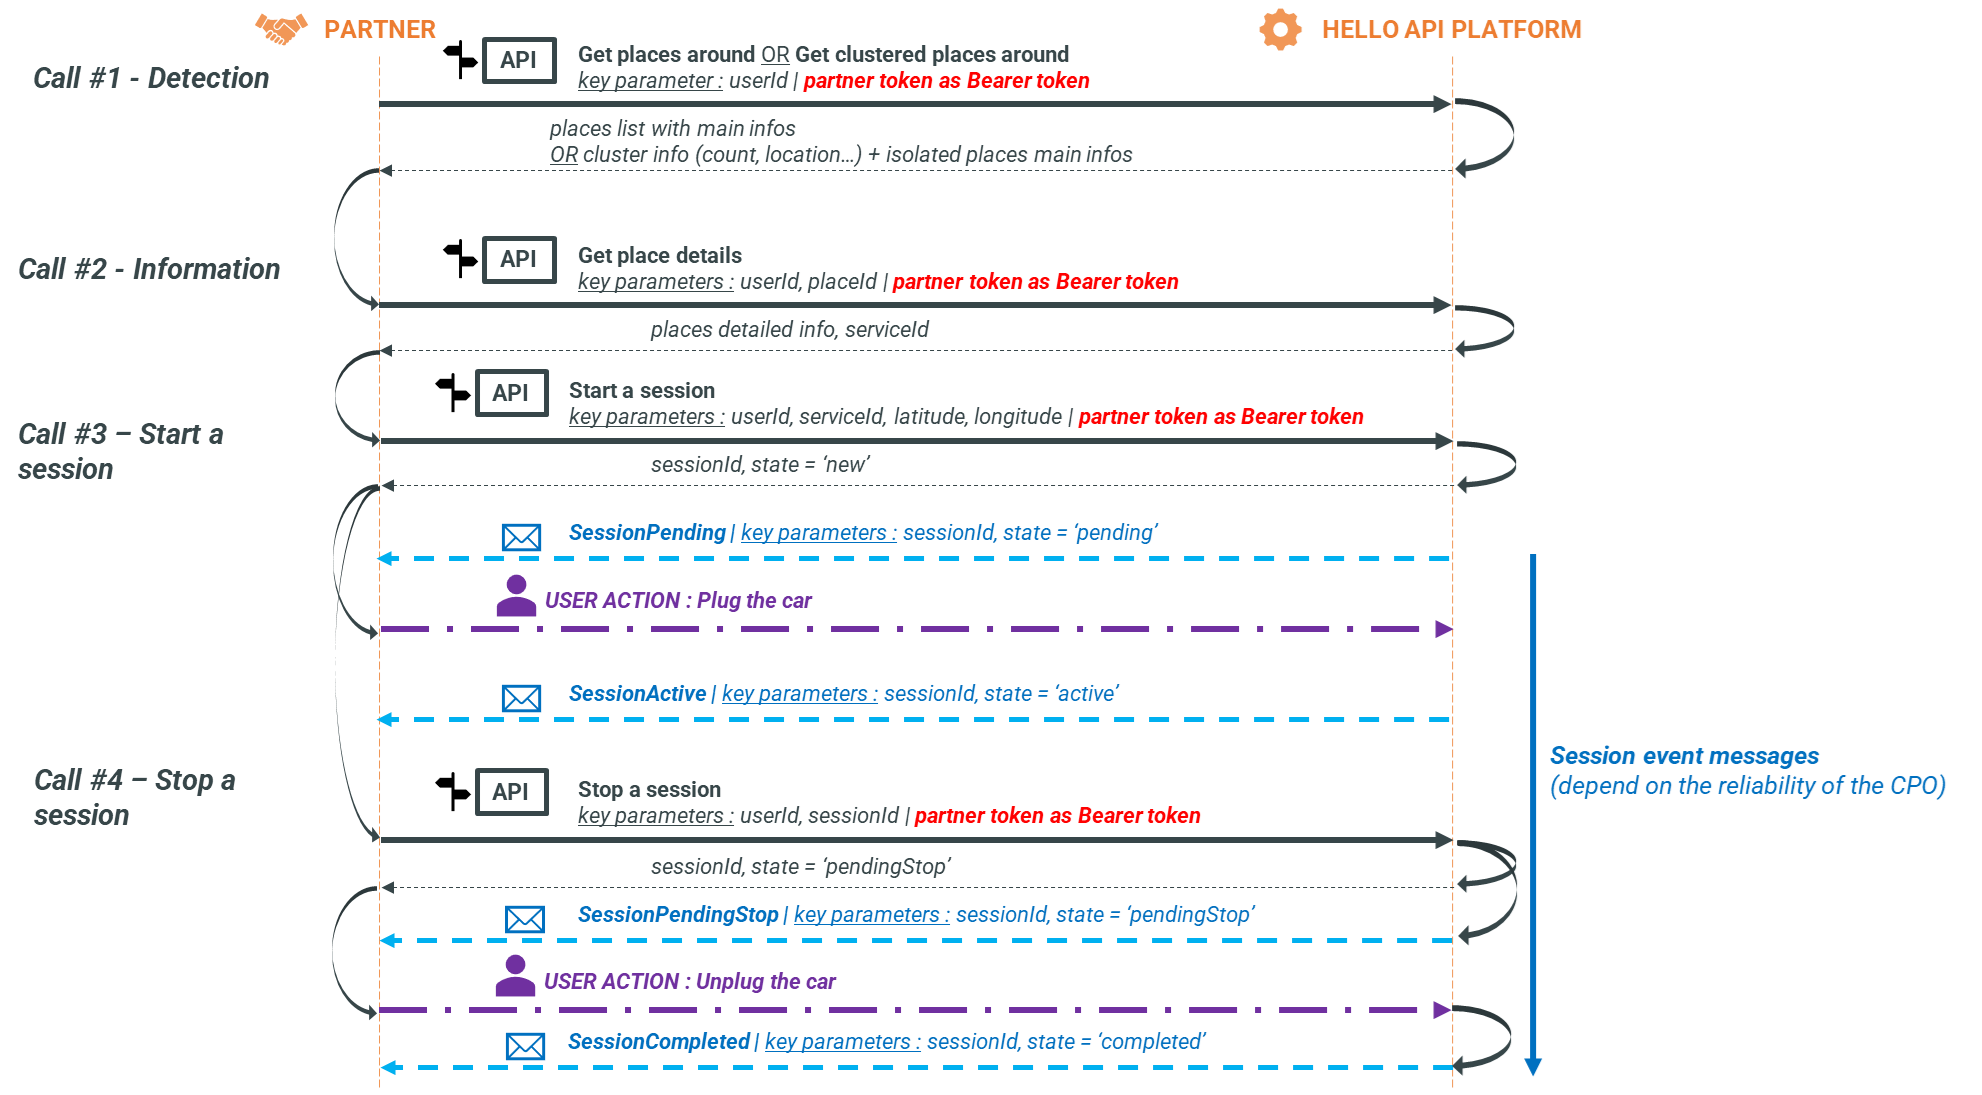 PARTNER
HELLO API PLATFORM
Call #1 - Detection
API
Get places around OR Get clustered places around
key parameter : userId | partner token as Bearer token
places list with main infos
OR cluster info (count, location…) + isolated places main infos
Call #2 - Information
API
Get place details
key parameters : userId, placeId | partner token as Bearer token
places detailed info, serviceId
Call #3 – Start a
session
API
Start a session
key parameters : userId, serviceId, latitude, longitude | partner token as Bearer token
sessionId, state = ‘new’
SessionPending | key parameters : sessionId, state = ‘pending’
USER ACTION : Plug the car
SessionActive | key parameters : sessionId, state = ‘active’
Session event messages
(depend on the reliability of the CPO)
Call #4 – Stop a
session
API
Stop a session
key parameters : userId, sessionId | partner token as Bearer token
sessionId, state = ‘pendingStop’
SessionPendingStop | key parameters : sessionId, state = ‘pendingStop’
USER ACTION : Unplug the car
SessionCompleted | key parameters : sessionId, state = ‘completed’